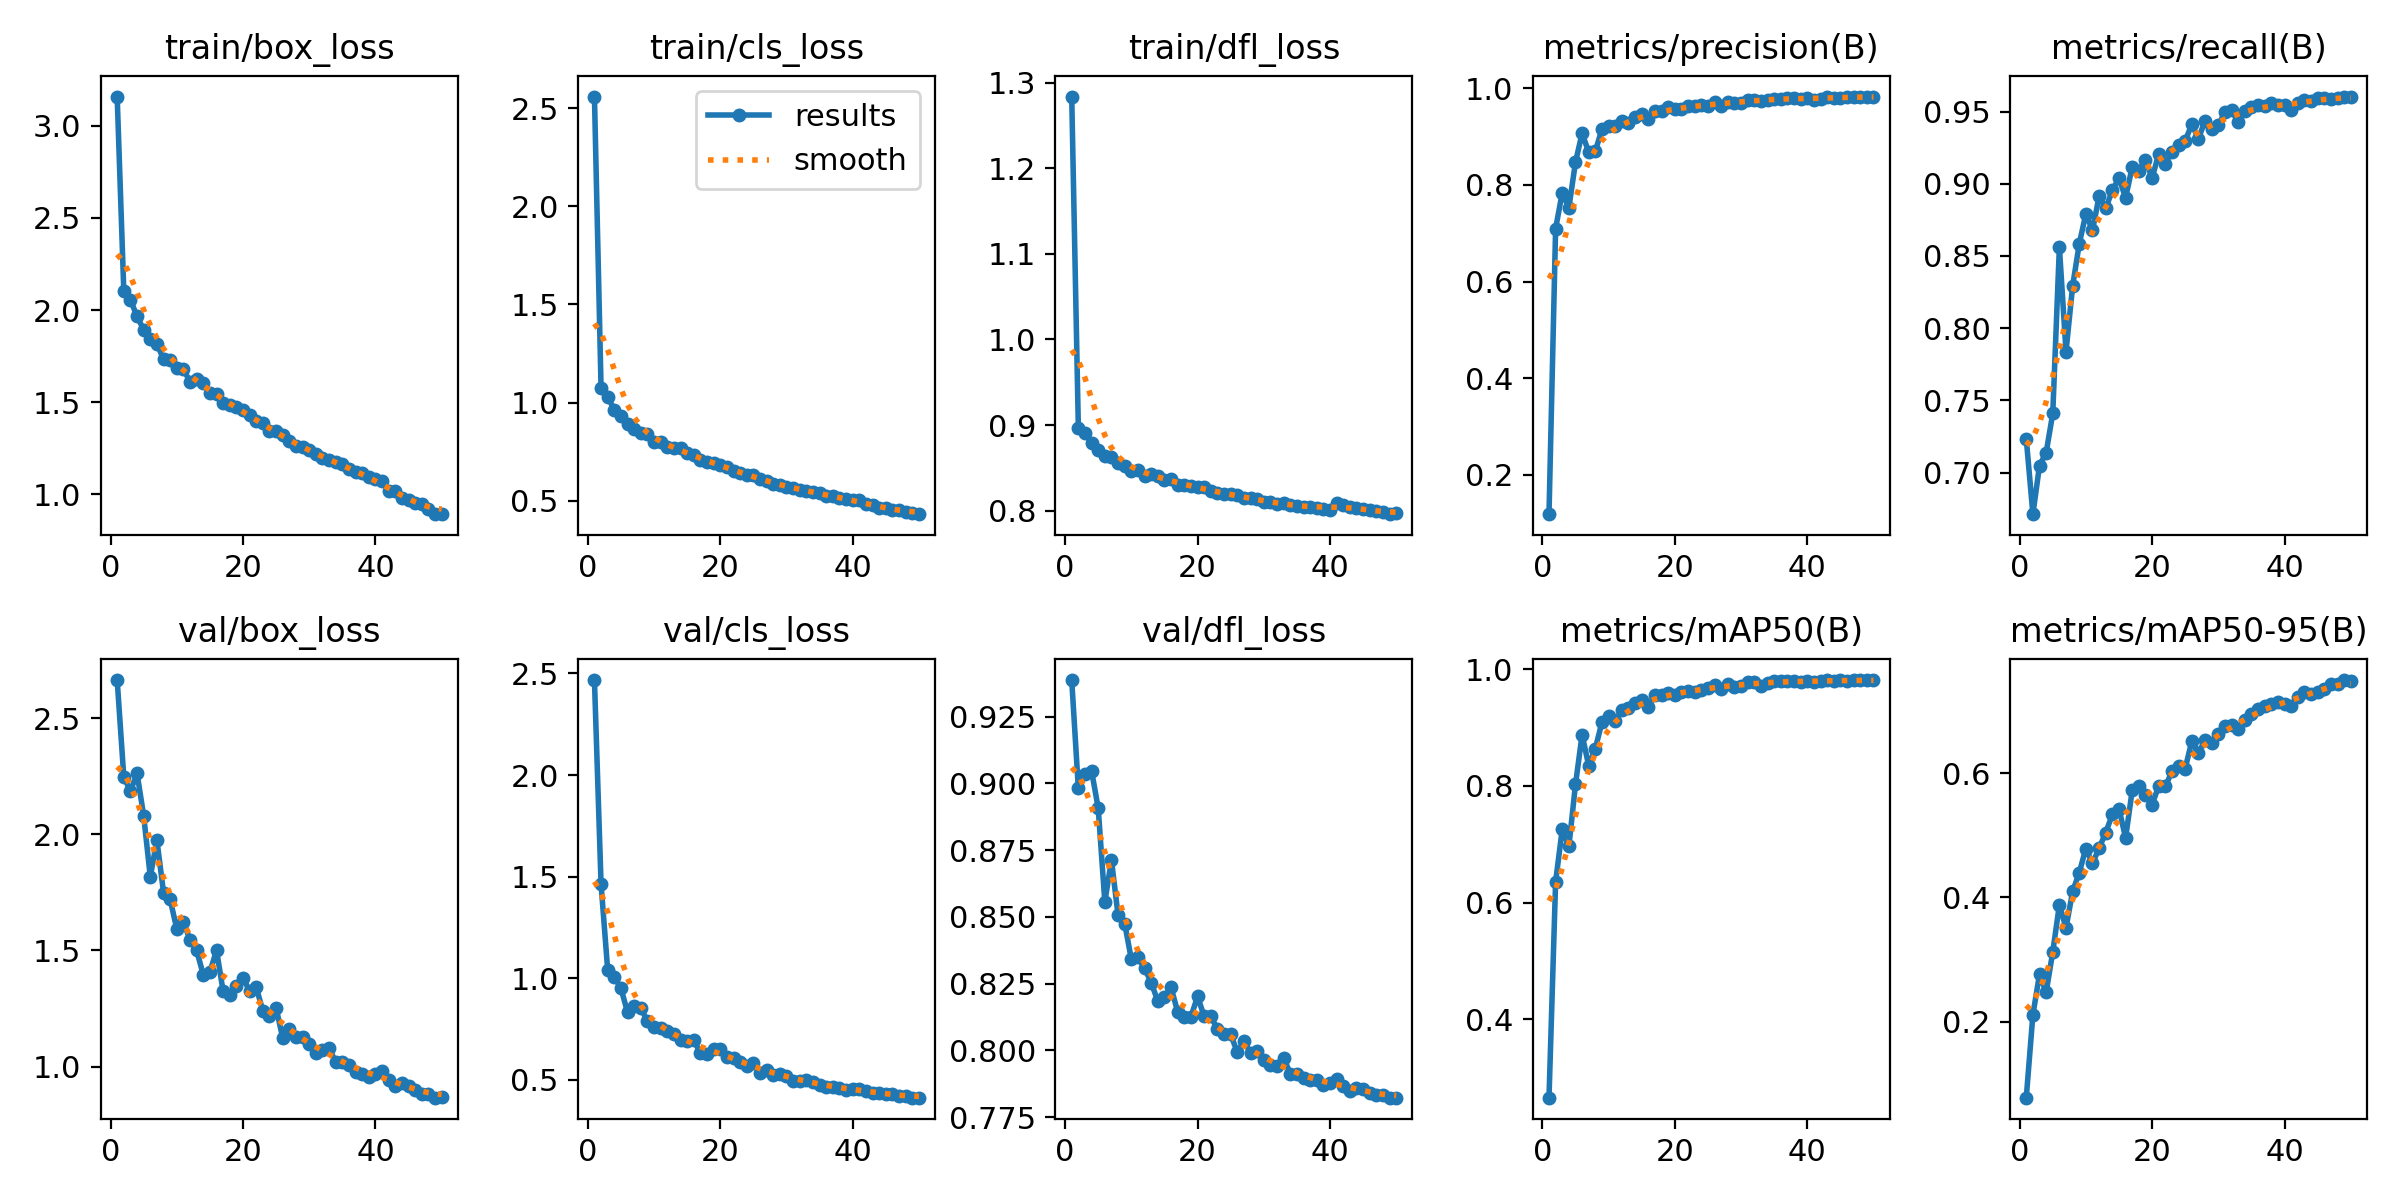 train/box_loss
3.0
2.5
2.0
1.5
1.0
0 20 40
train/cls_loss
results
smooth
2.5
2.0
1.5
1.0
0.5
0 20 40
train/dfl_loss
1.3
1.2
1.1
1.0
0.9
0.8
0 20 40
metrics/precision(B)
1.0
0.8
0.6
0.4
0.2
0 20 40
metrics/recall(B)
0.95
0.90
0.85
0.80
0.75
0.70
0 20 40
val/box_loss
2.5
2.0
1.5
1.0
0 20 40
val/cls_loss
2.5
2.0
1.5
1.0
0.5
0 20 40
val/dfl_loss
0.925
0.900
0.875
0.850
0.825
0.800
0.775
0 20 40
metrics/mAP50(B)
1.0
0.8
0.6
0.4
0 20 40
metrics/mAP50-95(B)
0.6
0.4
0.2
0 20 40